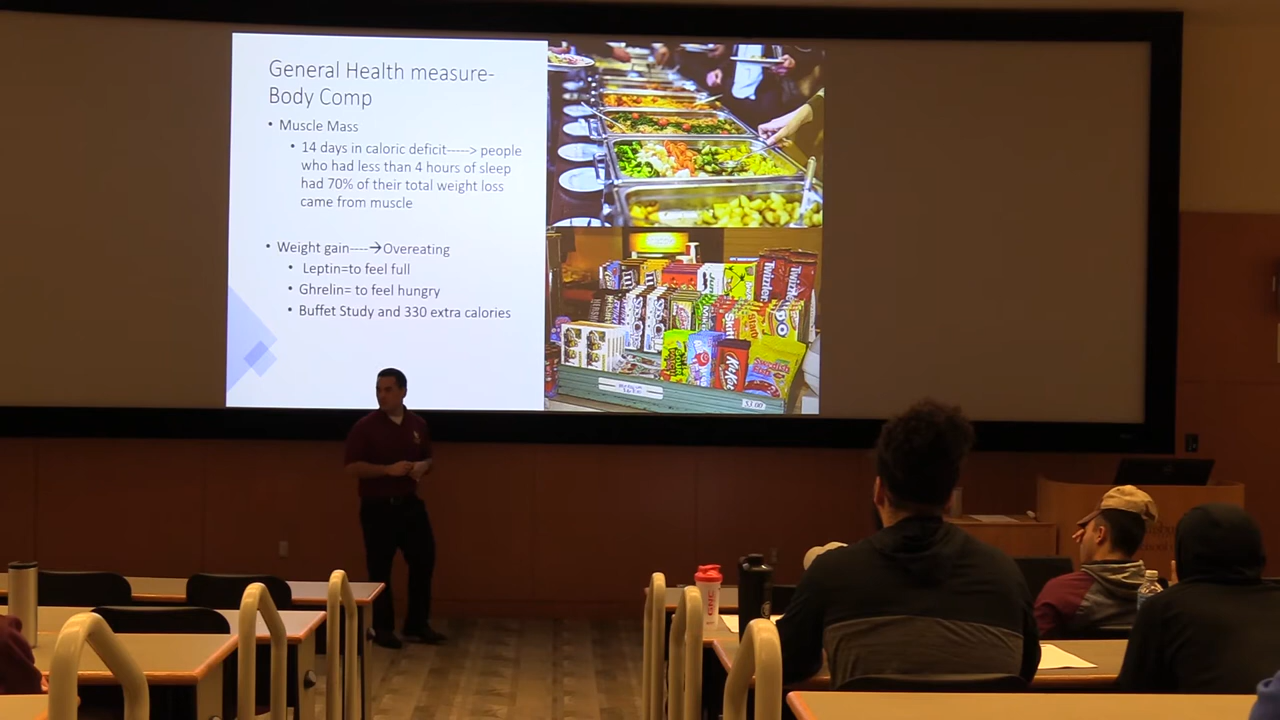 General Health measure-
Body Comp
• Muscle Mass
• 14 days in caloric deficit-----> people
who had less than 4 hours of sleep
had 70% of their total weight loss
came from muscle
• Weight gain----→Overeating
• Leptin=to feel full
• Ghrelin= to feel hungry
• Buffet Study and 330 extra calories
Twizzlers
KitKat
$3.00
GNC